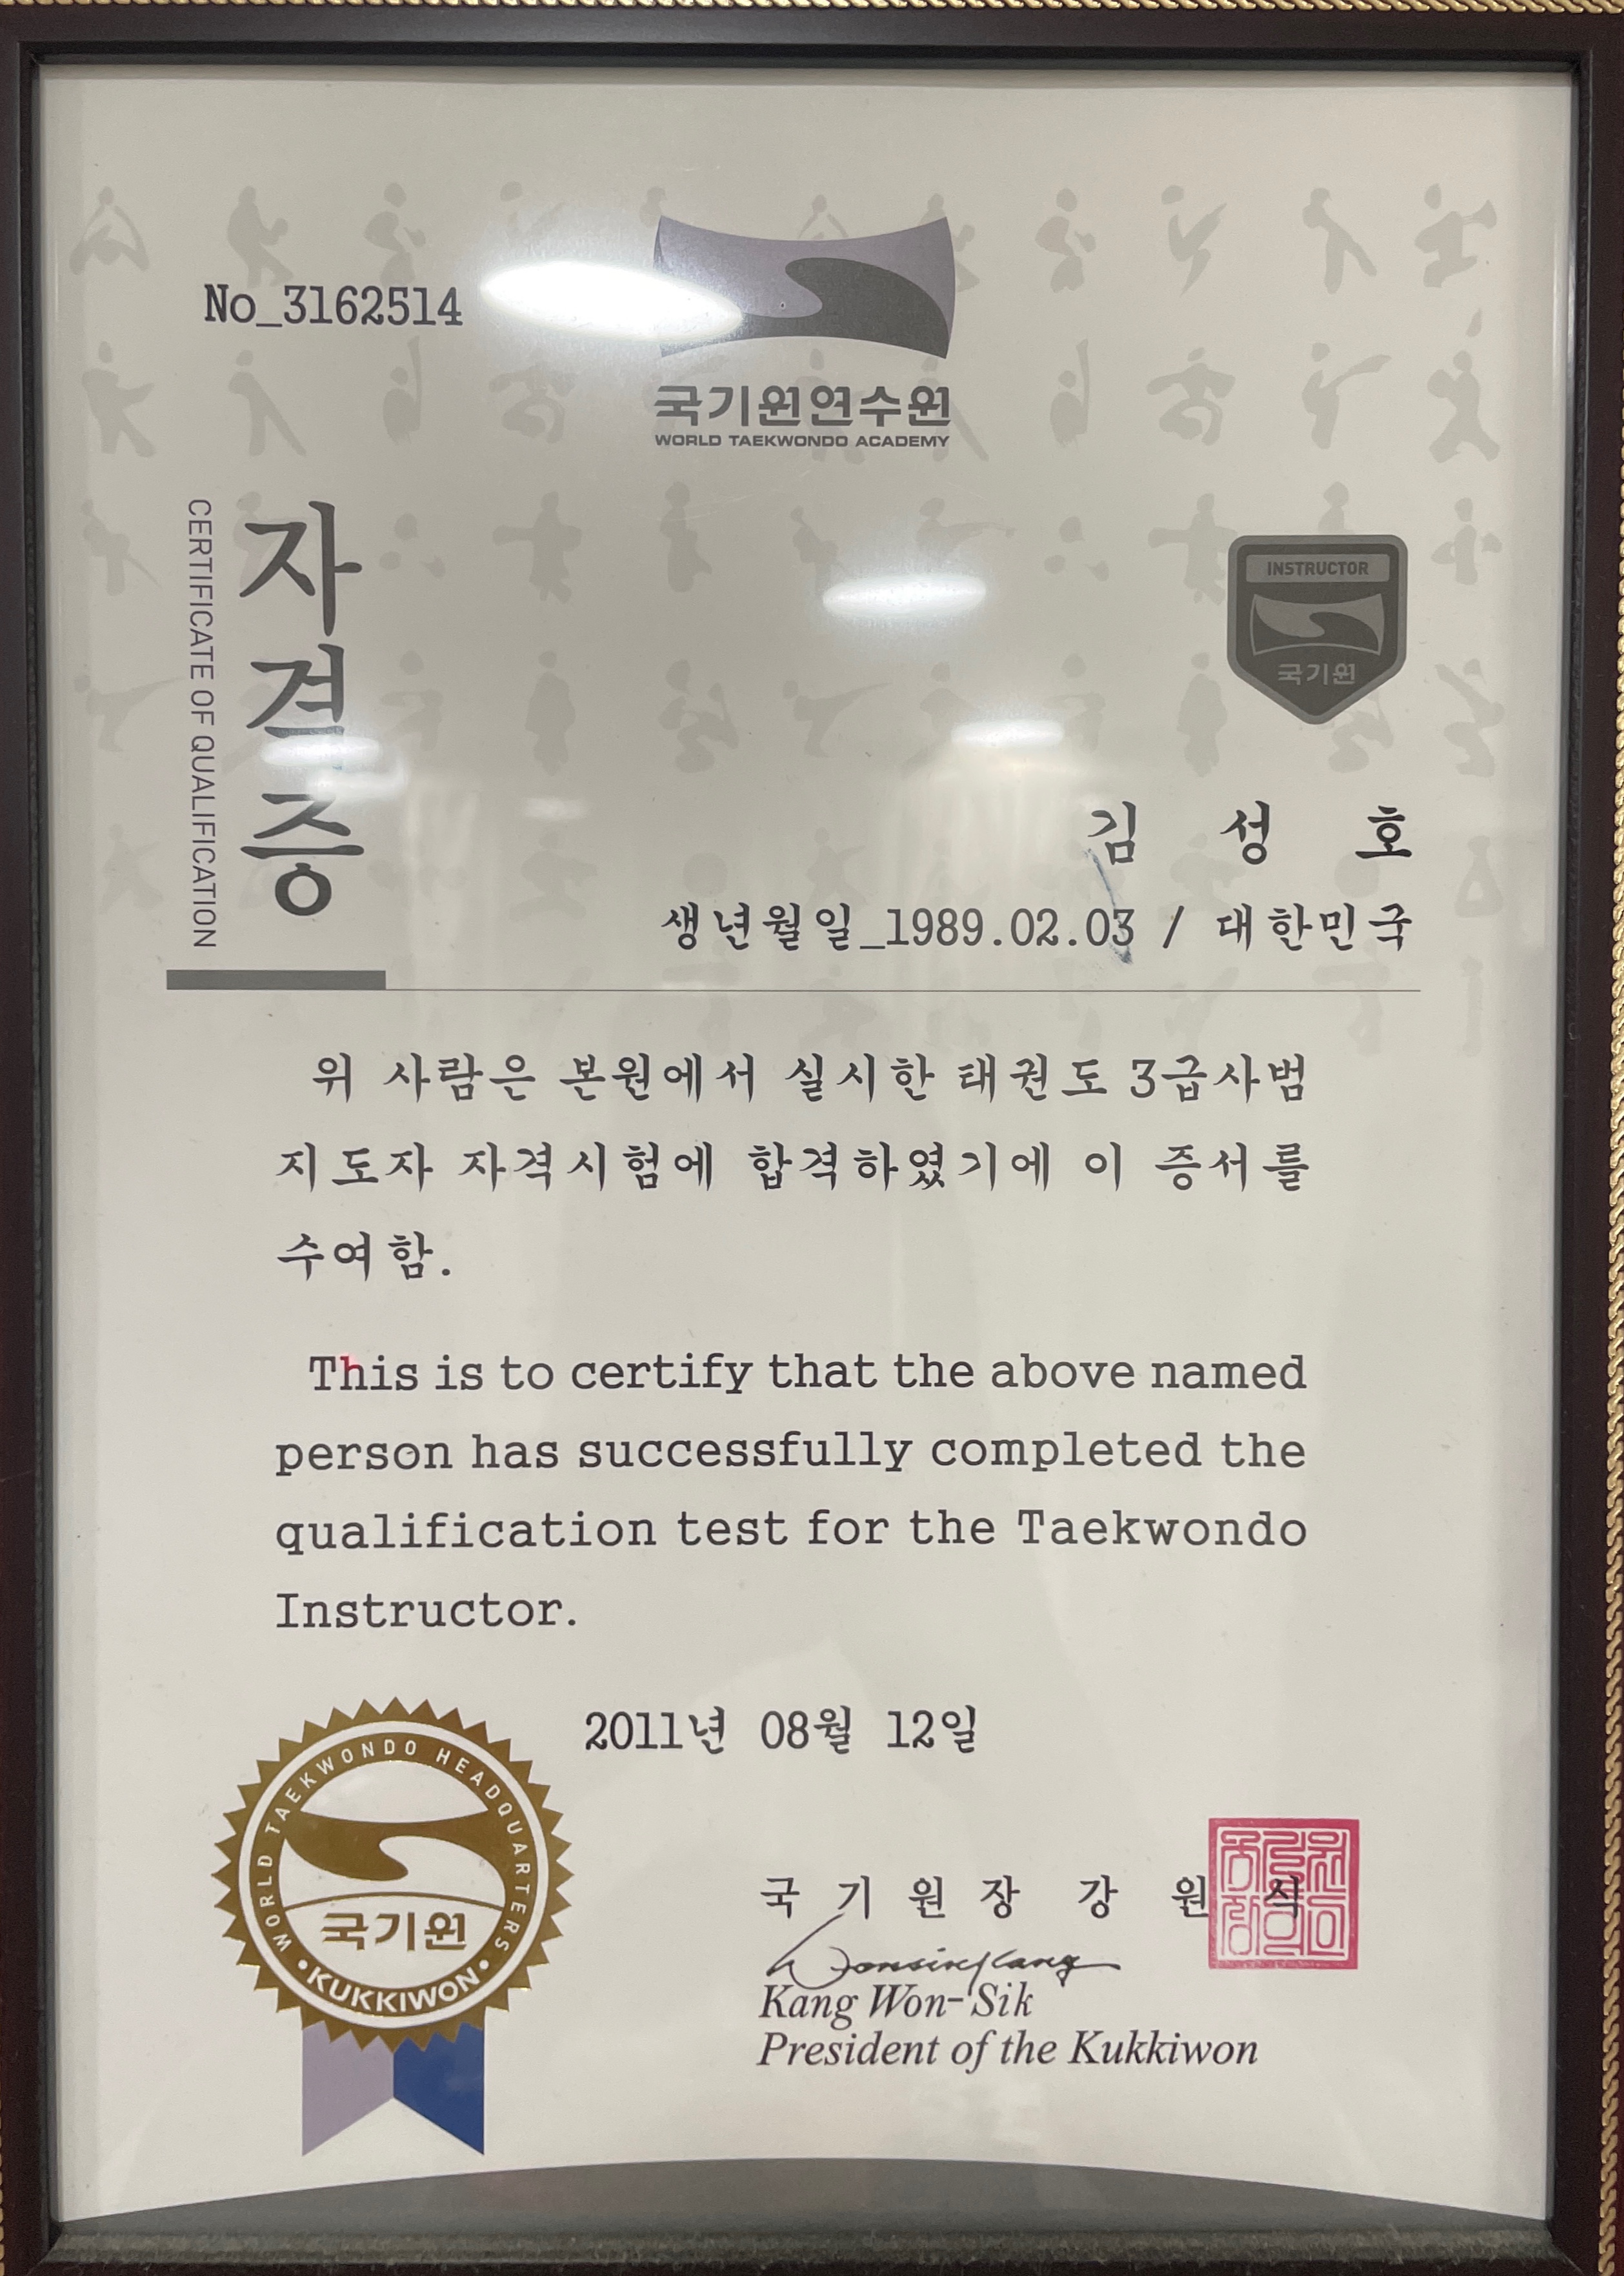 No_3162514
국기원연수원
WORLD TAEKWONDO ACADEMY
자격증
CERTIFICATE OF QUALIFICATION
INSTRUCTOR
국기원
김 성 호
생년월일_1989.02.03 / 대한민국
위 사람은 본원에서 실시한 태권도 3급사범
지도자 자격시험에 합격하였기에 이 증서를
수여함.
This is to certify that the above named
person has successfully completed the
qualification test for the Taekwondo
Instructor.
2011년 08월 12일
WORLD TAEKWONDO HEADQUARTERS
국기원
•KUKKIWON•
국 기 원 장 강 원 식
Kang Won-Sik
President of the Kukkiwon